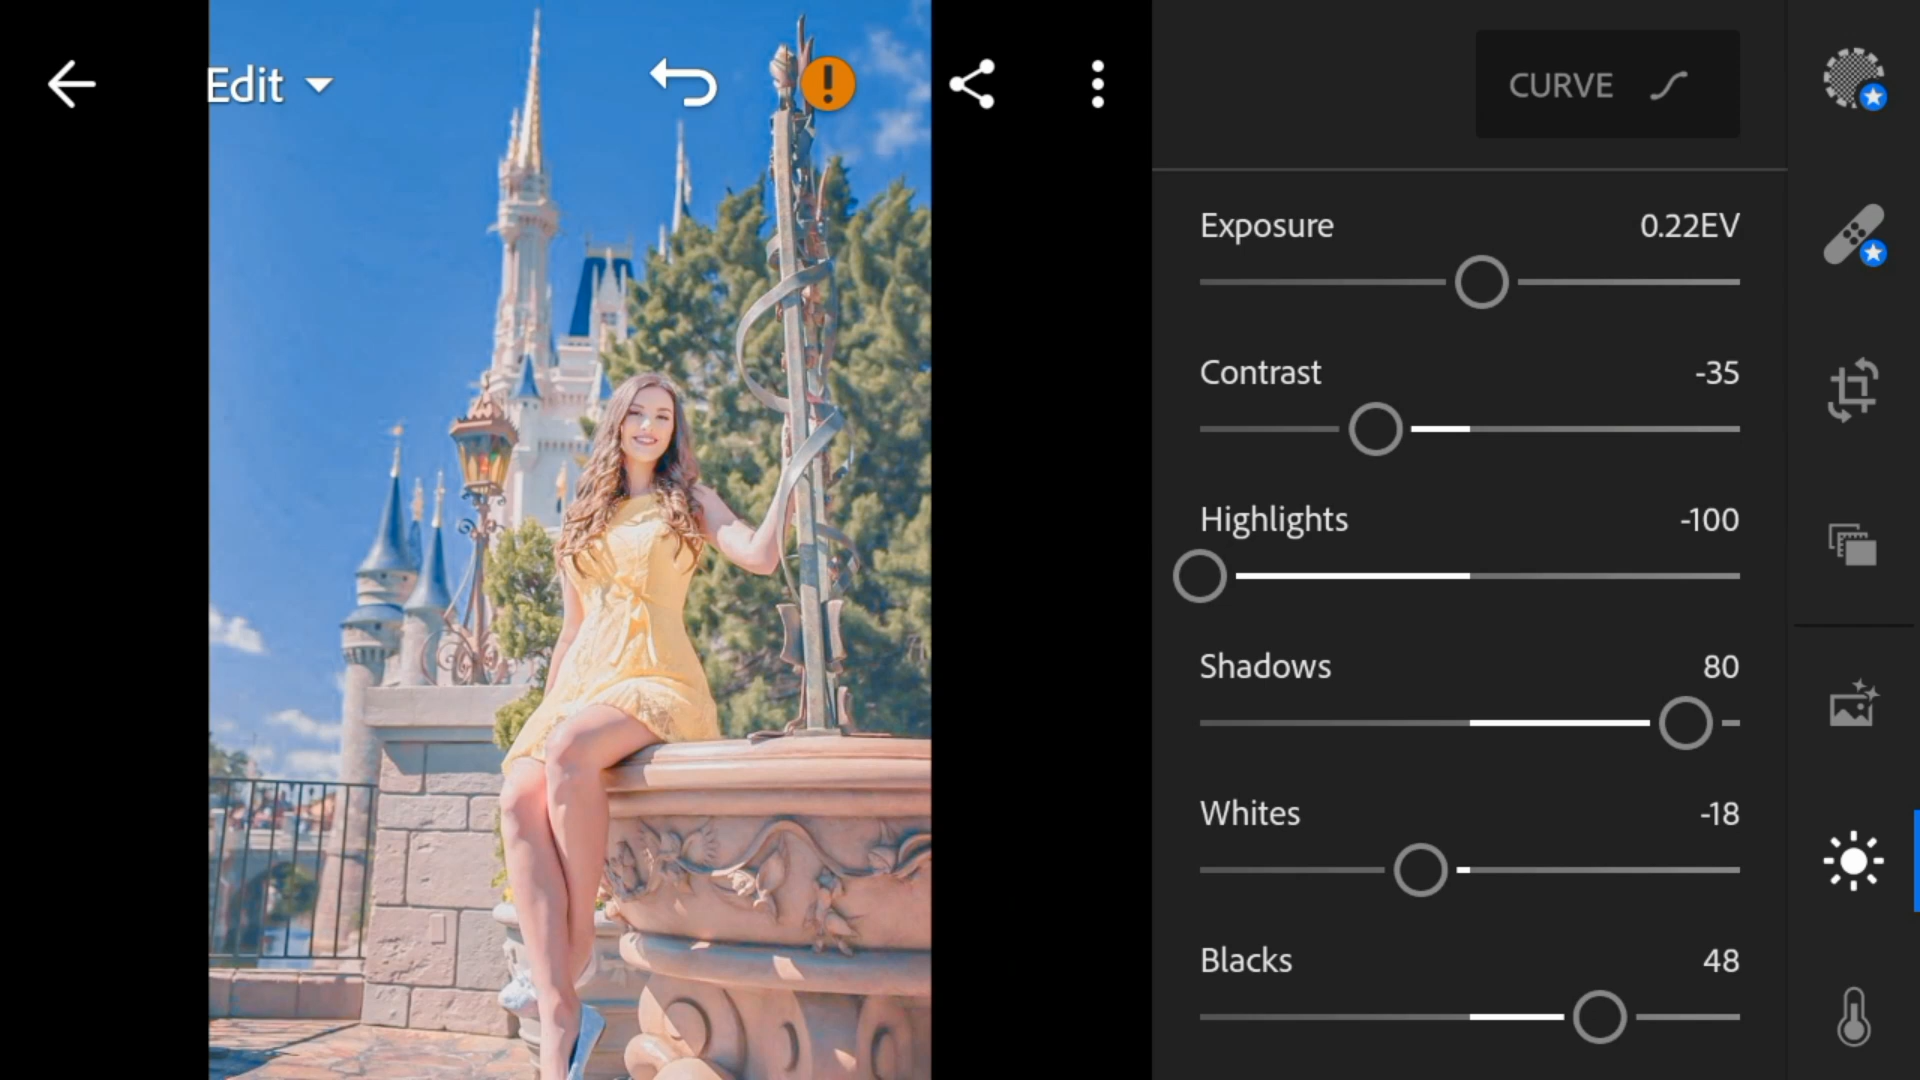 Edit
CURVE
Exposure 0.22EV
Contrast -35
Highlights -100
Shadows 80
Whites -18
Blacks 48